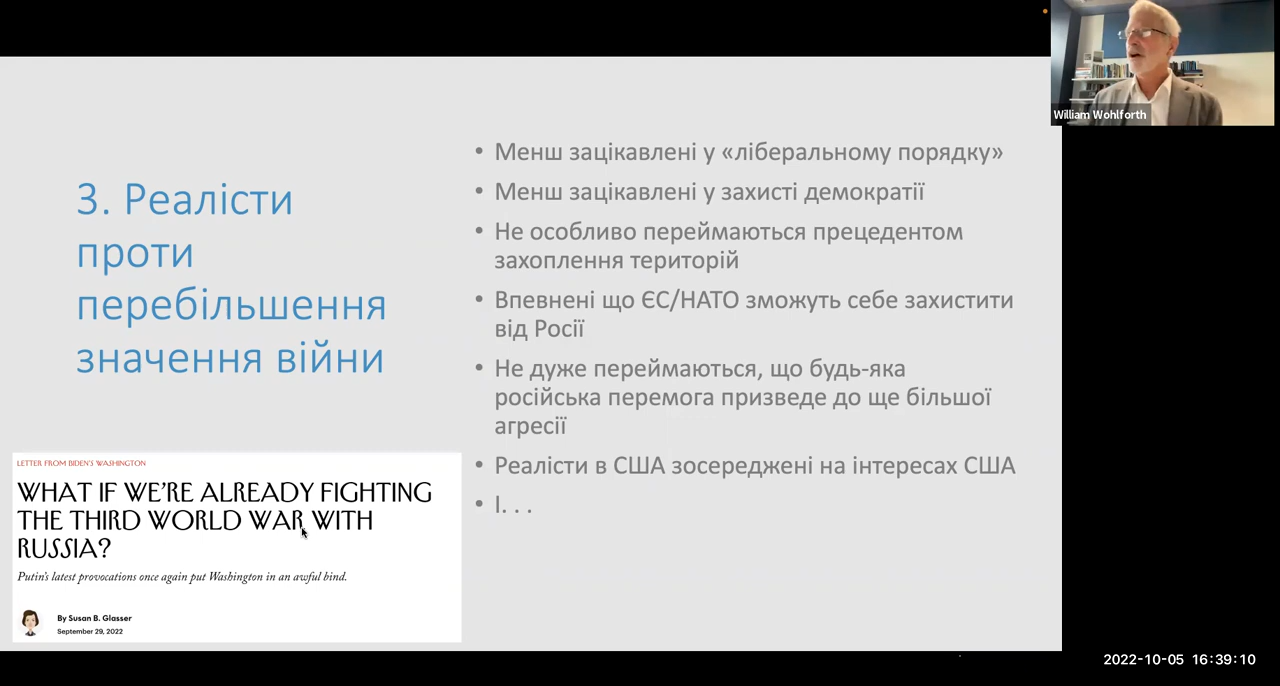 William Wohlforth
3. Реалісти
проти
перебільшення
значення війни
• Менш зацікавлені у «ліберальному порядку»
• Менш зацікавлені у захисті демократії
• Не особливо переймаються прецедентом
захоплення територій
• Впевнені що ЄС/НАТО зможуть себе захистити
від Росії
• Не дуже переймаються, що будь-яка
російська перемога призведе до ще більшої
агресії
• Реалісти в США зосереджені на інтересах США
• І. . .
LETTER FROM BIDEN'S WASHINGTON
WHAT IF WE'RE ALREADY FIGHTING
THE THIRD WORLD WAR WITH
RUSSIA?
Putin's latest provocations once again put Washington in an awful bind.
By Susan B. Glasser
September 29, 2022
2022-10-05 16:39:10